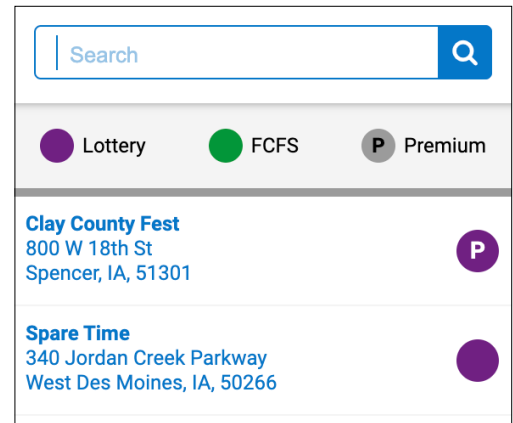 Search
Lottery FCFS P Premium
Clay County Fest
800 W 18th St
Spencer, IA, 51301
P
Spare Time
340 Jordan Creek Parkway
West Des Moines, IA, 50266